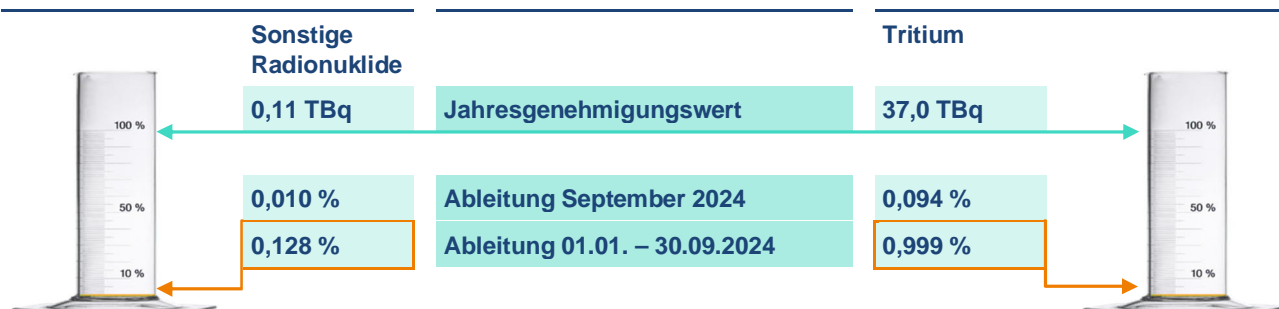 Sonstige
Radionuklide
Tritium
0,11 TBq
Jahresgenehmigungswert
37,0 TBq
100 %
100 %
0,010 %
Ableitung September 2024
0,094 %
50 %
50 %
0,128 %
Ableitung 01.01. – 30.09.2024
0,999 %
10 %
10 %